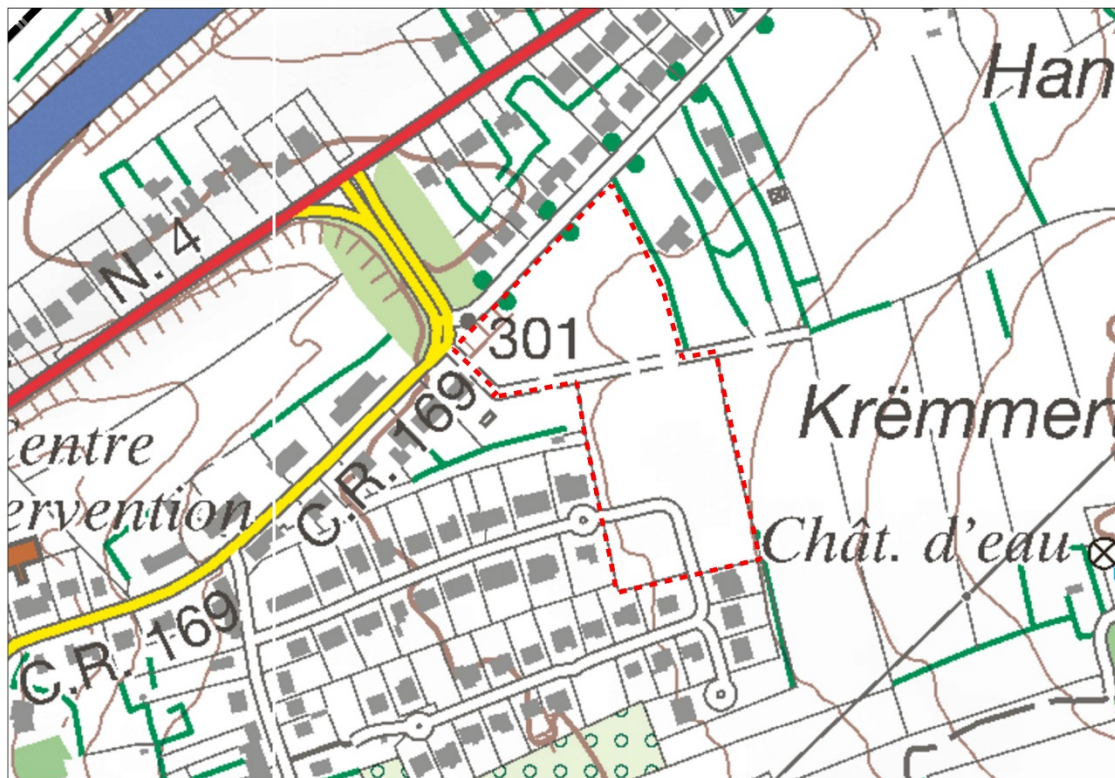 Han
N. 4
301
C.R. 169
Krëmmer
entre
ervention
Chât. d'eau
C.R. 169